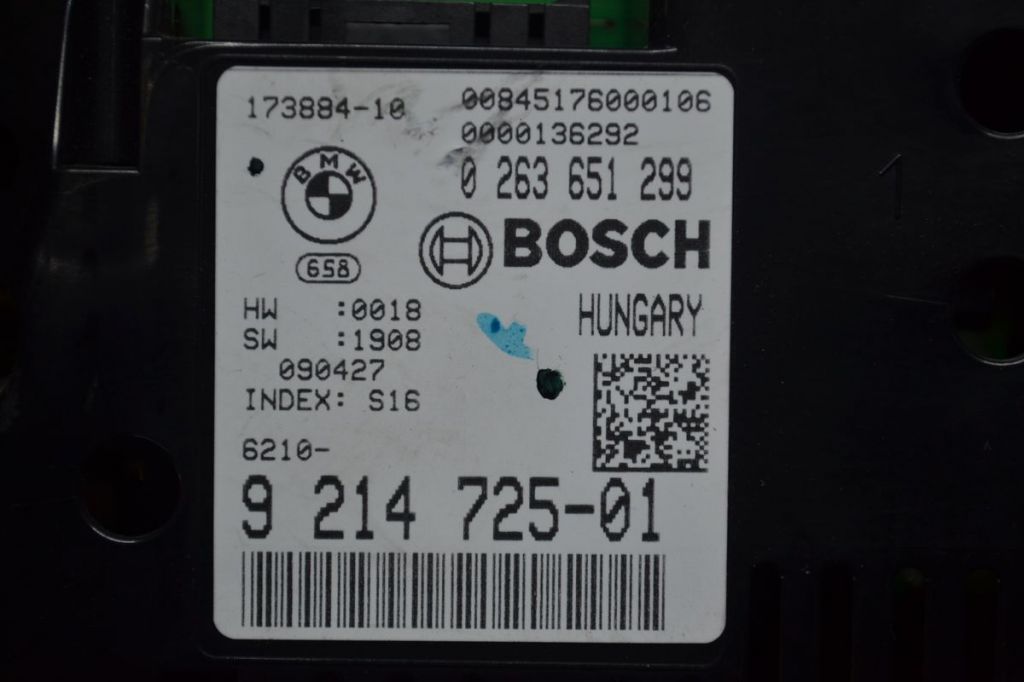 173884-10
00845176000106
0000136292
0 263 651 299
BMW
BOSCH
658
HW :0018
HUNGARY
SW :1908
090427
INDEX: S16
6210-
9 214 725-01
1